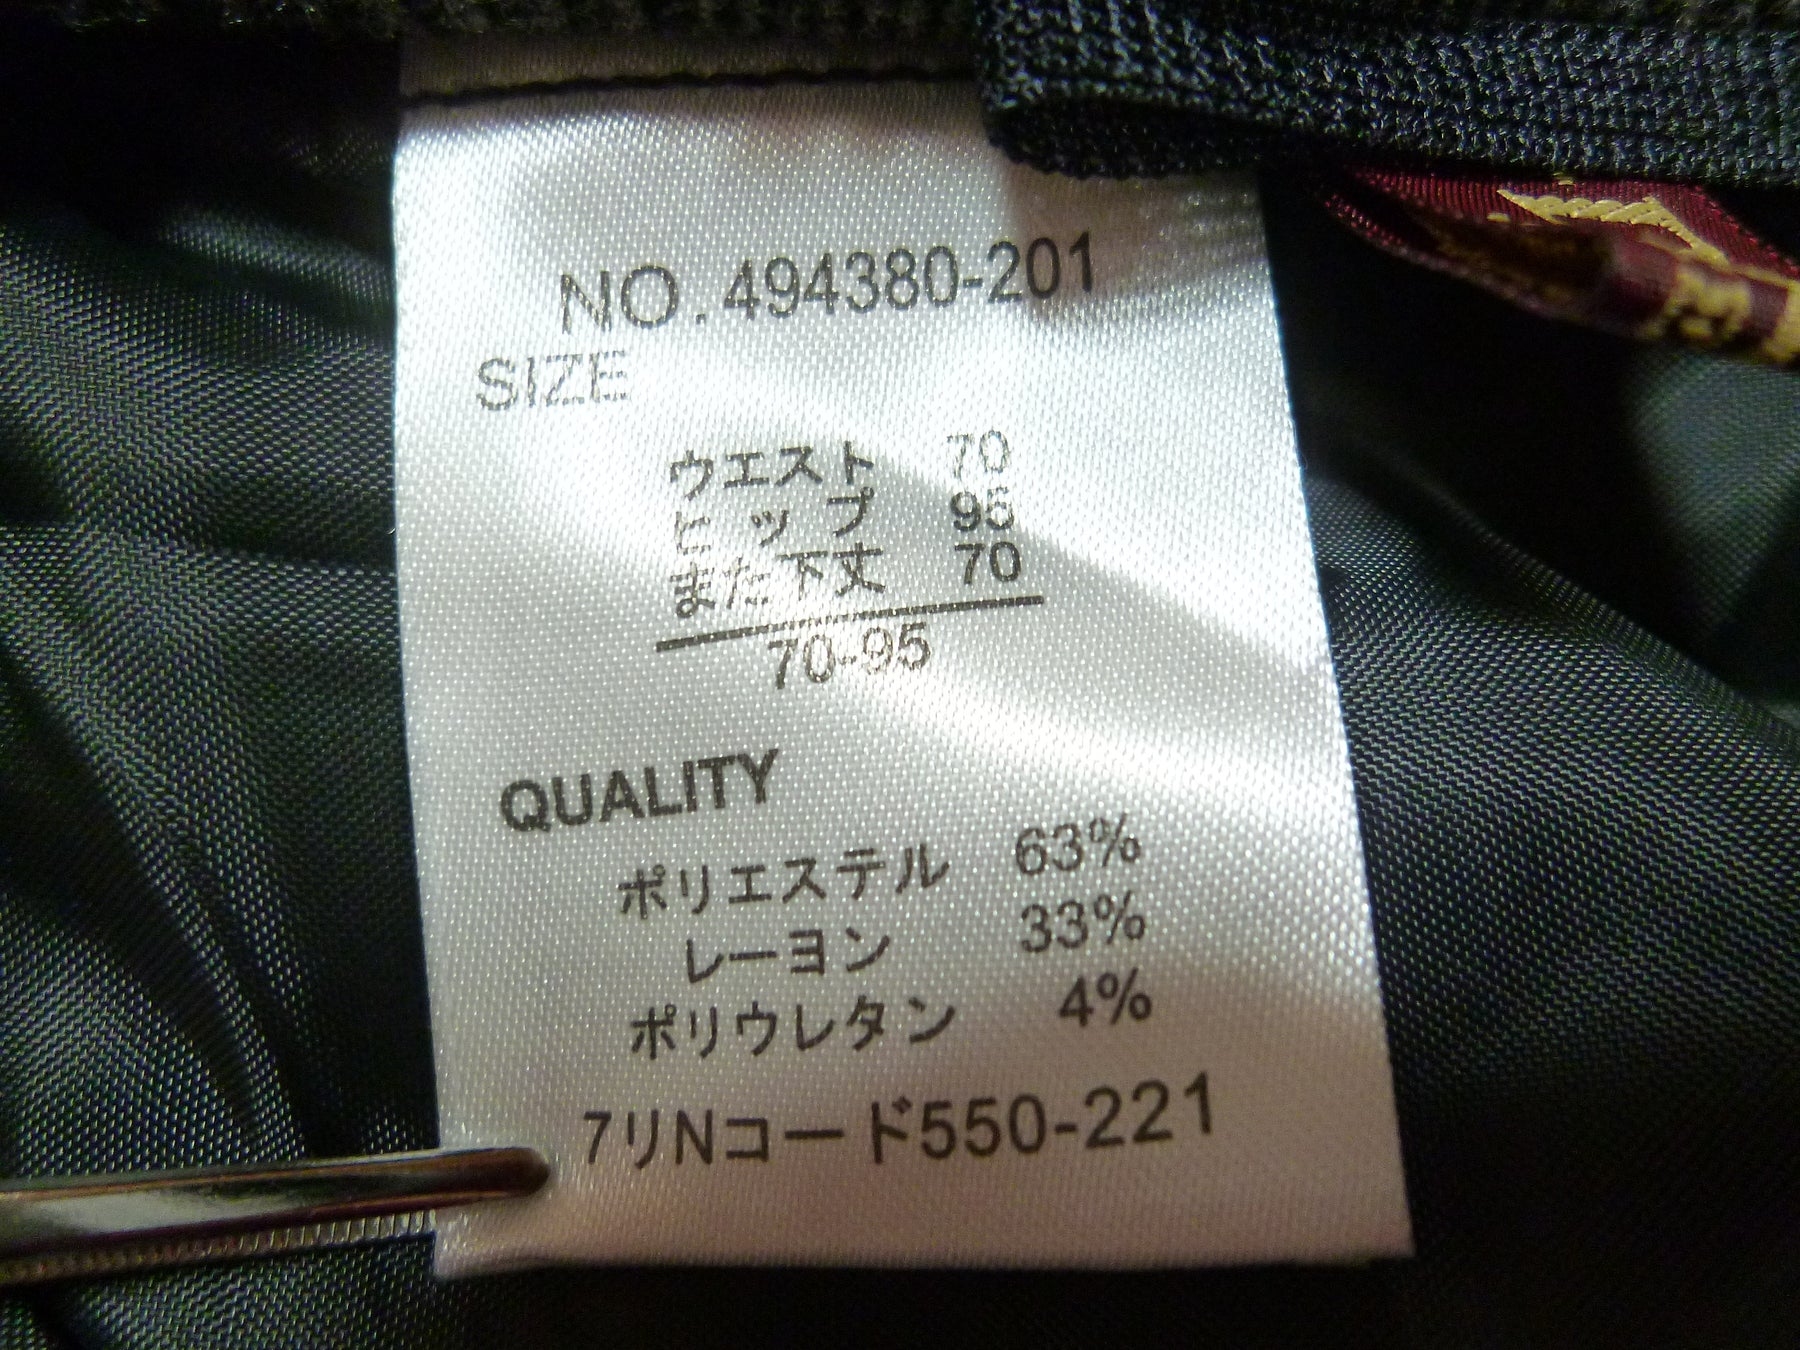 NO.494380-201
SIZE
ウエスト 70
ヒップ 95
また下丈 70
70-95
QUALITY
ポリエステル 63%
レーヨン 33%
ポリウレタン 4%
7リNコード550-221